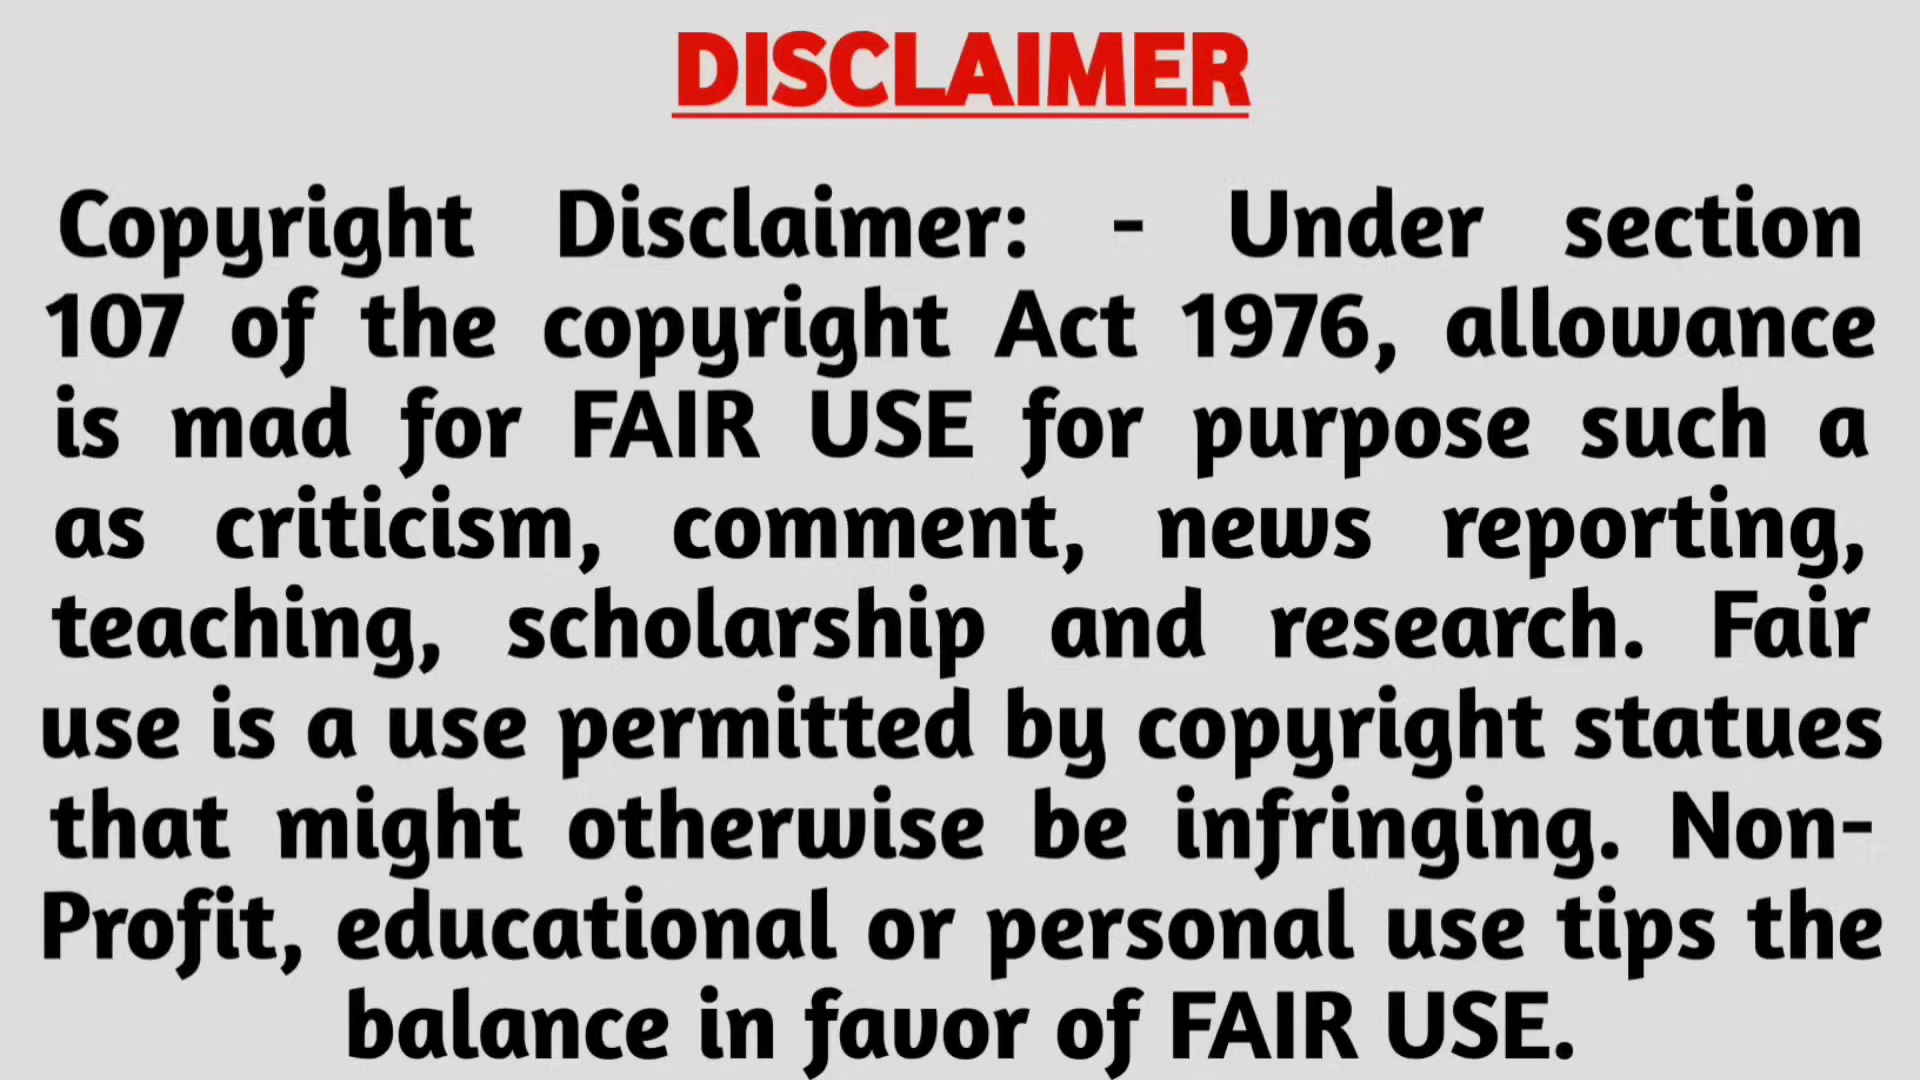 DISCLAIMER
Copyright Disclaimer: - Under section
107 of the copyright Act 1976, allowance
is mad for FAIR USE for purpose such a
as criticism, comment, news reporting,
teaching, scholarship and research. Fair
use is a use permitted by copyright statues
that might otherwise be infringing. Non-
Profit, educational or personal use tips the
balance in favor of FAIR USE.